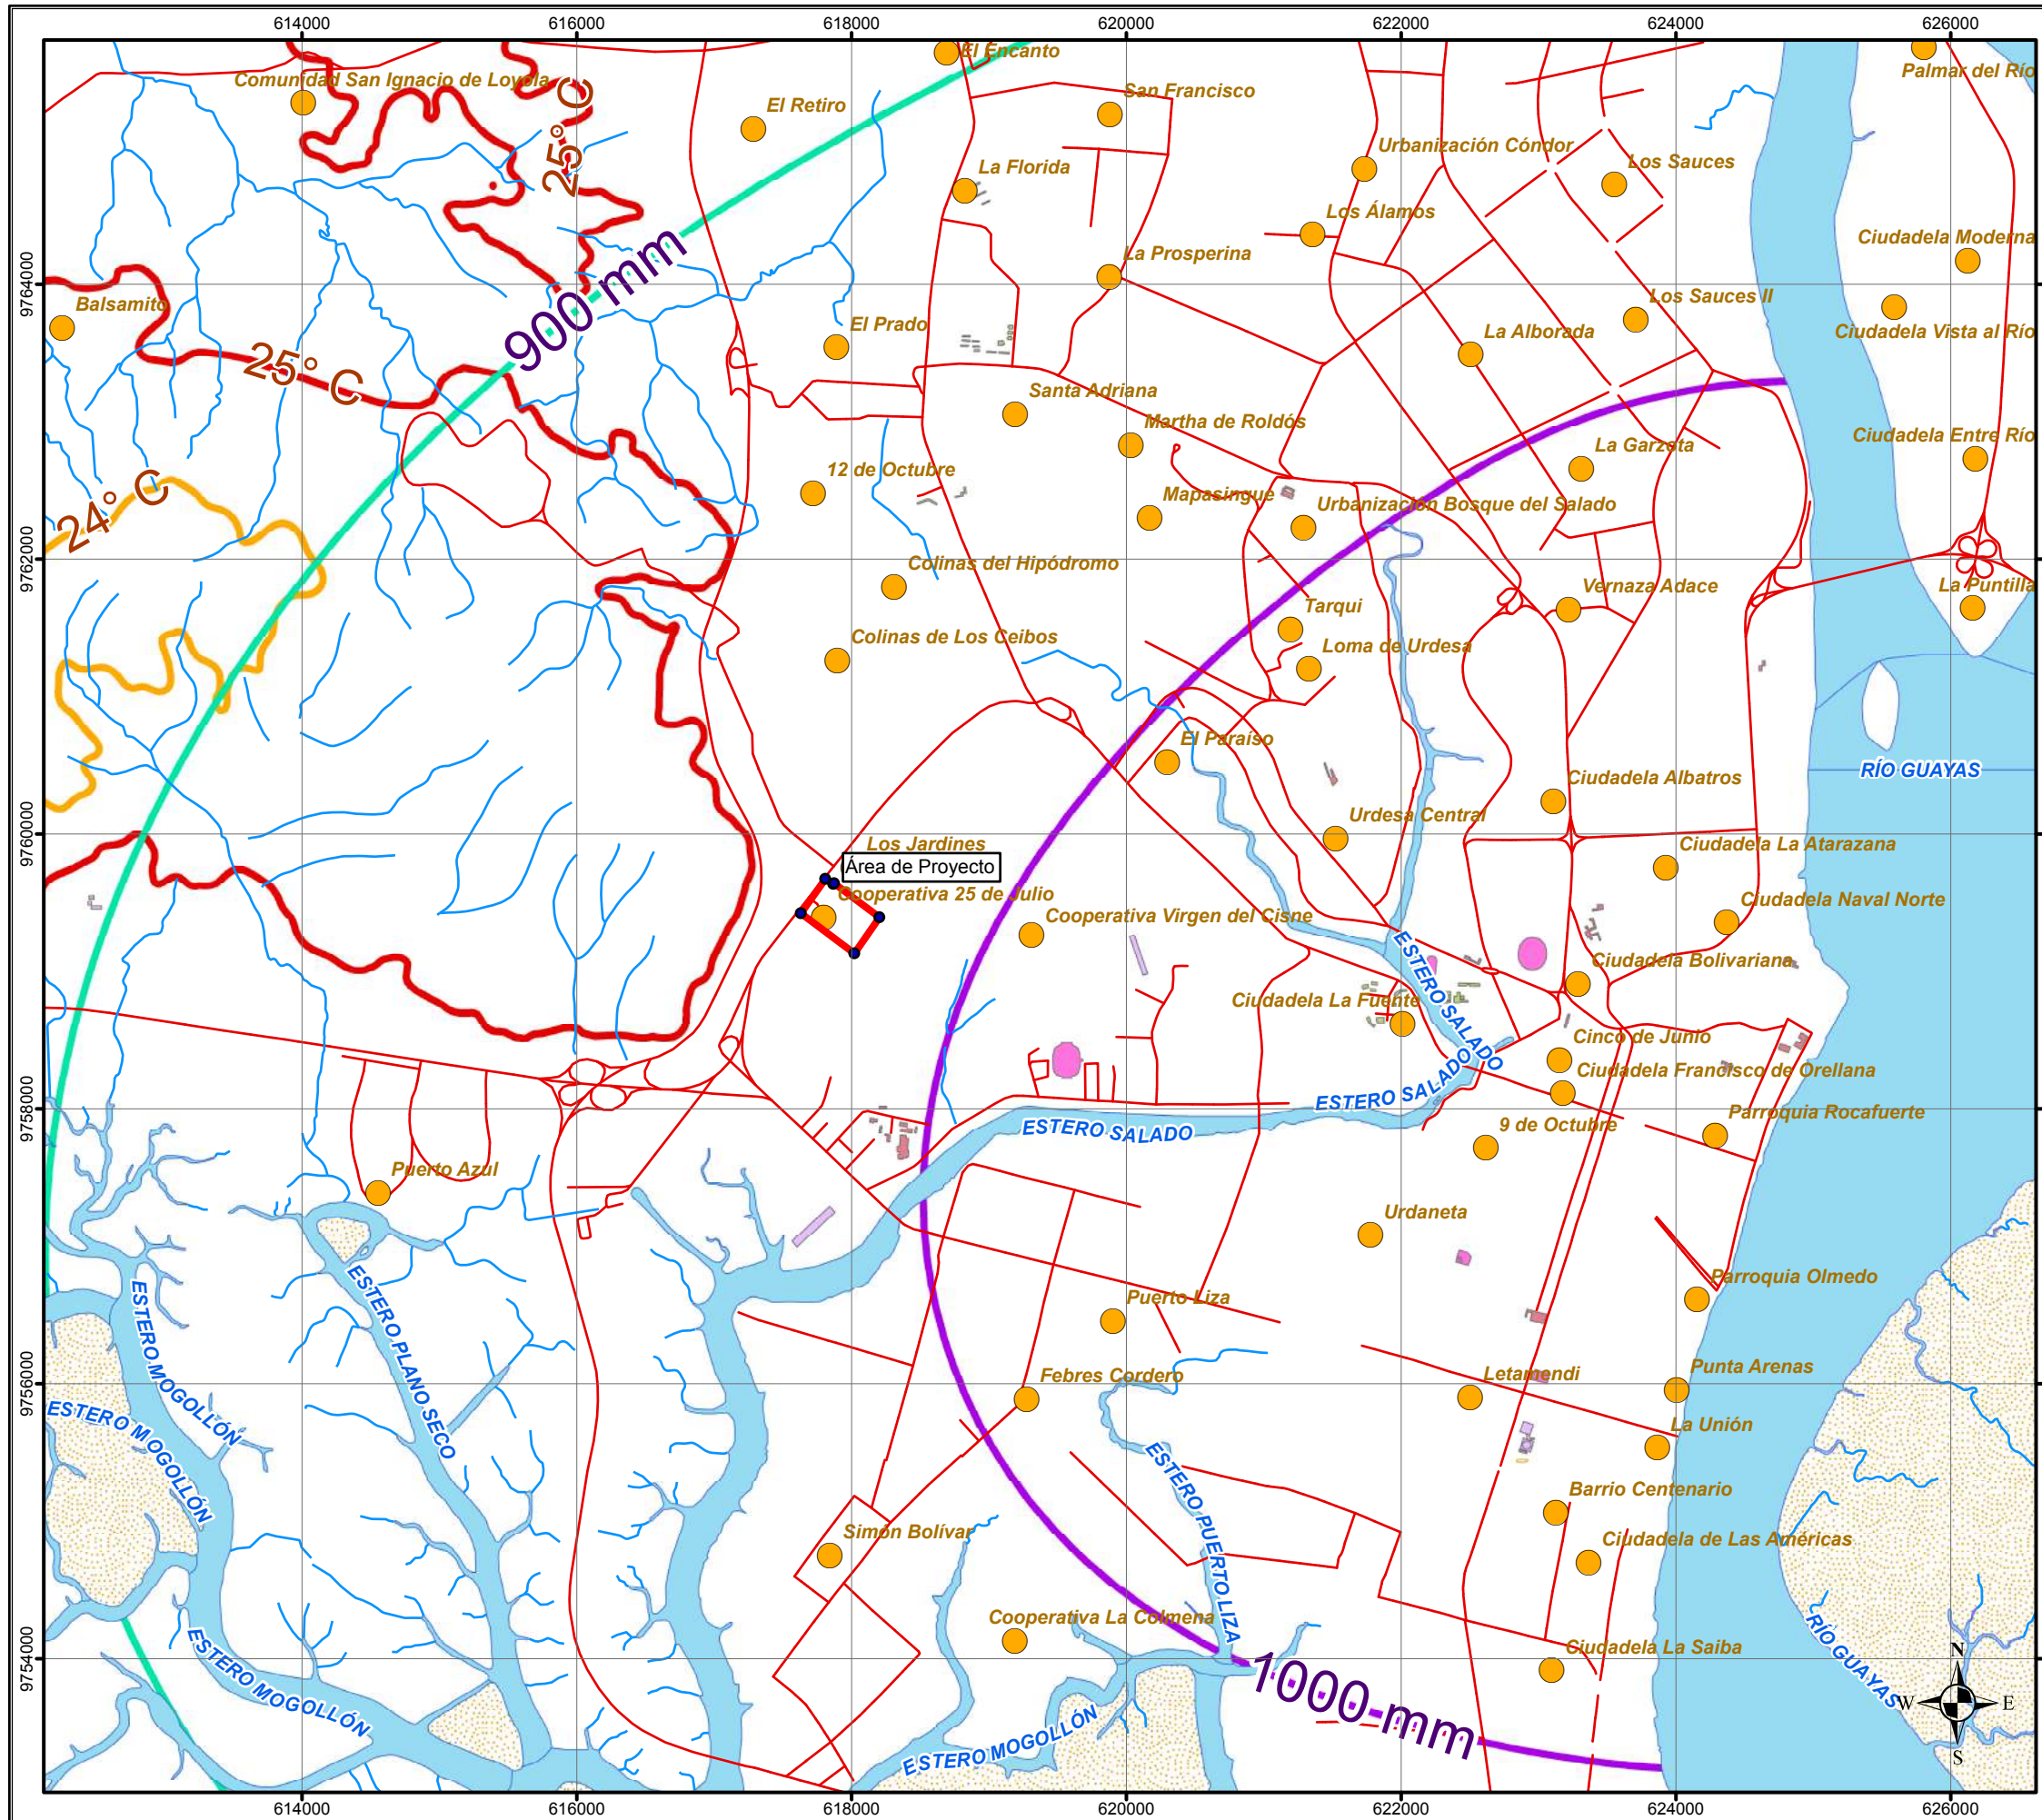 614000 616000 618000 620000 622000 624000 626000
El Encanto
Palmar del Río
Comunidad San Ignacio de Loyola
El Retiro
San Francisco
25° C
Urbanización Cóndor
Los Sauces
La Florida
Los Álamos
Ciudadela Moderna
La Prosperina
9764000
Balsamito
900-mm
El Prado
Los Sauces II
La Alborada
Ciudadela Vista al Río
25° C
Santa Adriana
Martha de Roldós
La Garzota
Ciudadela Entre Río
12 de Octubre
24° C
Mapasingue
Urbanización Bosque del Salado
9762000
Colinas del Hipódromo
Vernaza Adace
La Puntilla
Tarqui
Colinas de Los Ceibos
Loma de Urdesa
El Paraíso
RÍO GUAYAS
Ciudadela Albatros
Urdesa Central
9760000
Los Jardines
Ciudadela La Atarazana
Área de Proyecto
Cooperativa 25 de Julio
Cooperativa Virgen del Cisne
Ciudadela Naval Norte
ESTERO SALADO
Ciudadela Bolivariana
Ciudadela La Fuente
Cinco de Junio
Ciudadela Francisco de Orellana
9758000
ESTERO SALADO
ESTERO SALADO
Parroquia Rocafuerte
9 de Octubre
Puerto Azul
Urdaneta
Parroquia Olmedo
ESTERO MOGOLLÓN
ESTERO PLANO SECO
Puerto Liza
9756000
Febres Cordero
Letamendi
Punta Arenas
ESTERO MOGOLLÓN
La Unión
ESTERO PUERTO LIZA
Barrio Centenario
Simón Bolívar
Ciudadela de Las Américas
Cooperativa La Colmena
RÍO GUAYAS
9754000
ESTERO MOGOLLÓN
Ciudadela La Saiba
1000-mm
ESTERO MOGOLLÓN
N
W E
S
614000 616000 618000 620000 622000 624000 626000